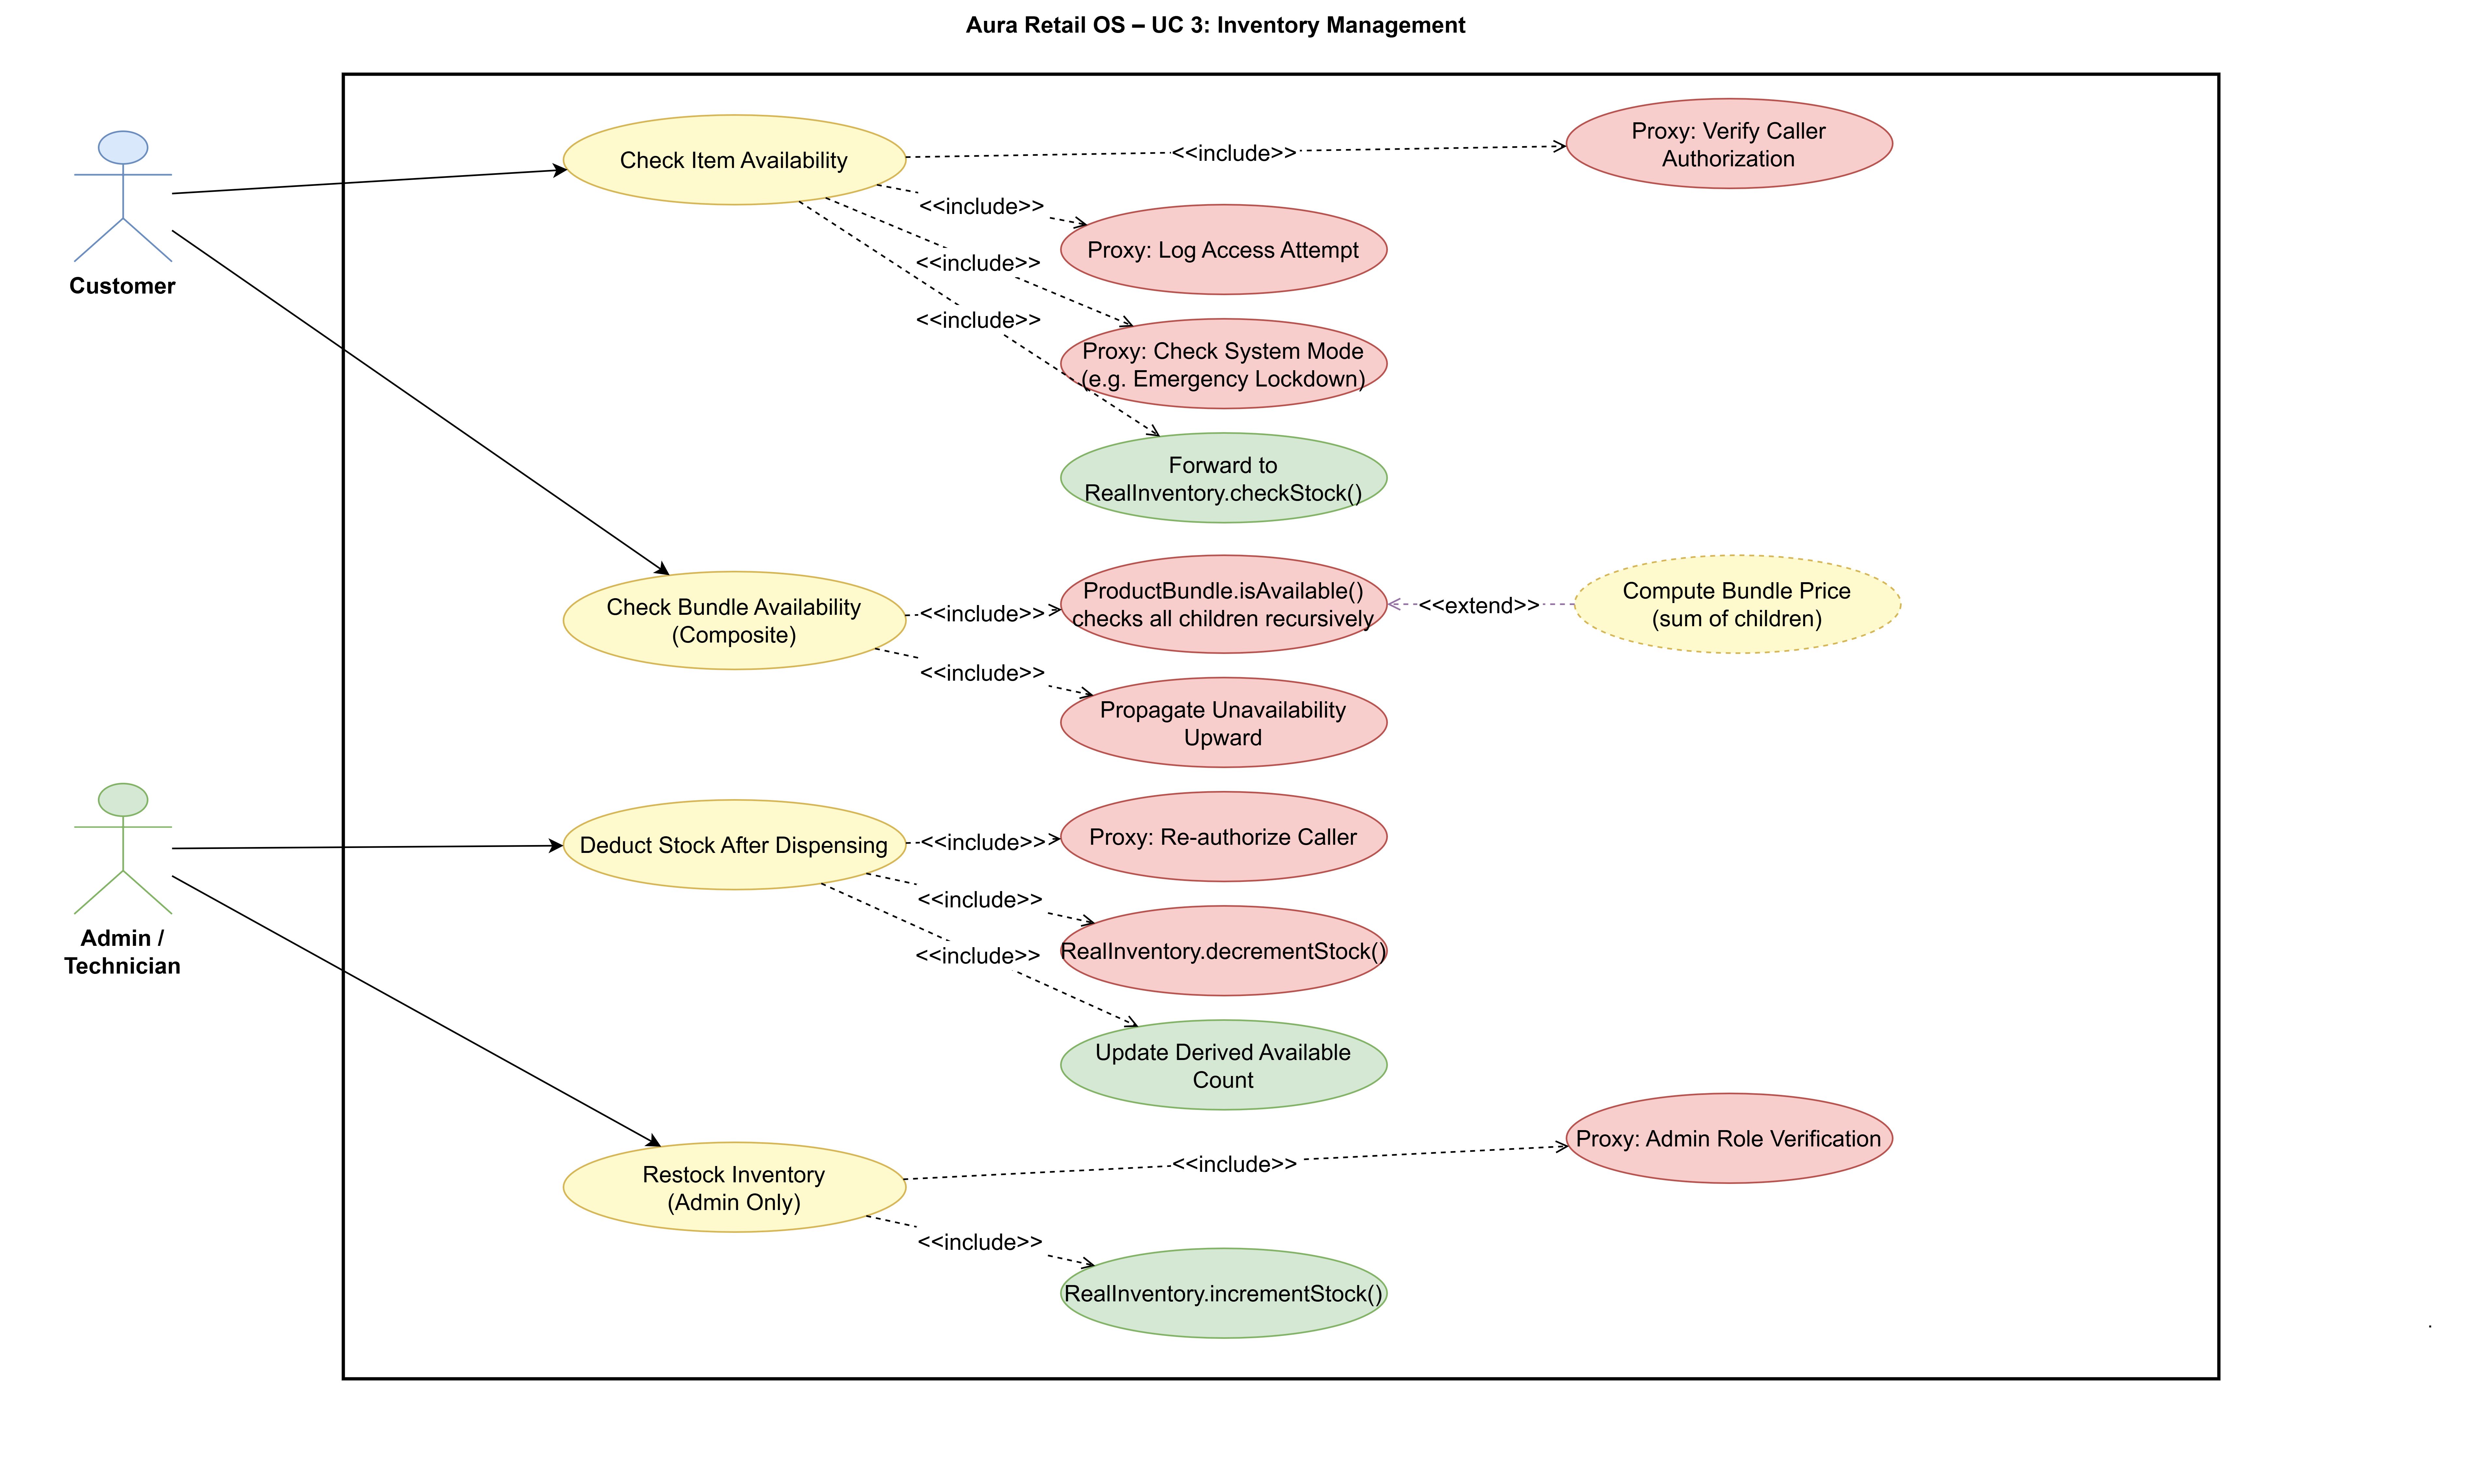 Aura Retail OS – UC 3: Inventory Management
Customer
Check Item Availability
<<include>>
Proxy: Verify Caller
Authorization
<<include>>
Proxy: Log Access Attempt
<<include>>
Proxy: Check System Mode
(e.g. Emergency Lockdown)
<<include>>
Forward to
RealInventory.checkStock()
Check Bundle Availability
(Composite)
<<include>>
ProductBundle.isAvailable()
checks all children recursively
<<extend>>
Compute Bundle Price
(sum of children)
<<include>>
Propagate Unavailability
Upward
Admin /
Technician
Deduct Stock After Dispensing
<<include>>
Proxy: Re-authorize Caller
<<include>>
RealInventory.decrementStock()
<<include>>
Update Derived Available
Count
Restock Inventory
(Admin Only)
<<include>>
Proxy: Admin Role Verification
<<include>>
RealInventory.incrementStock()
.